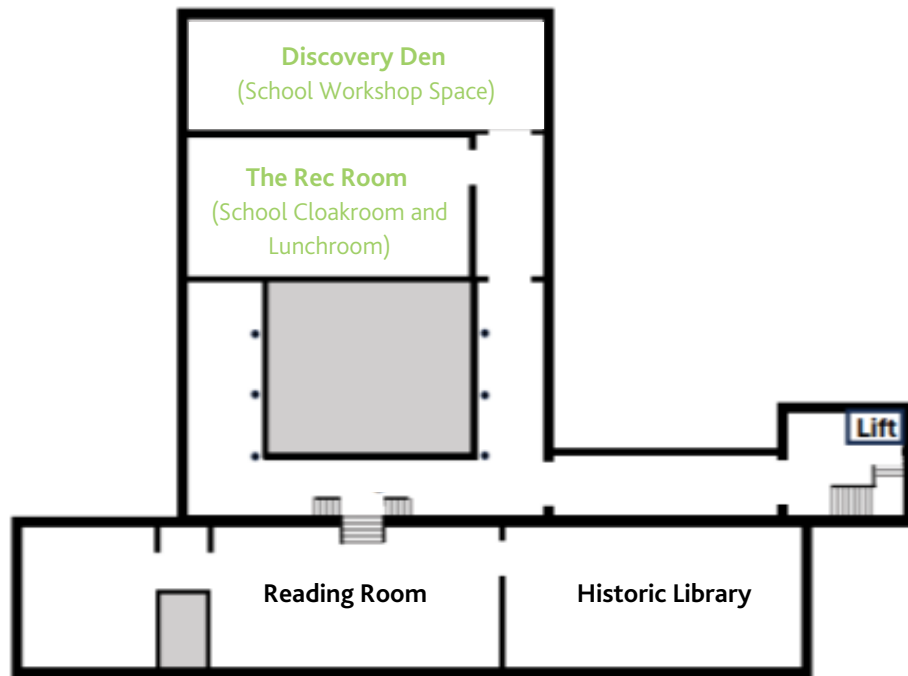 Discovery Den
(School Workshop Space)
The Rec Room
(School Cloakroom and
Lunchroom)
Lift
Reading Room
Historic Library